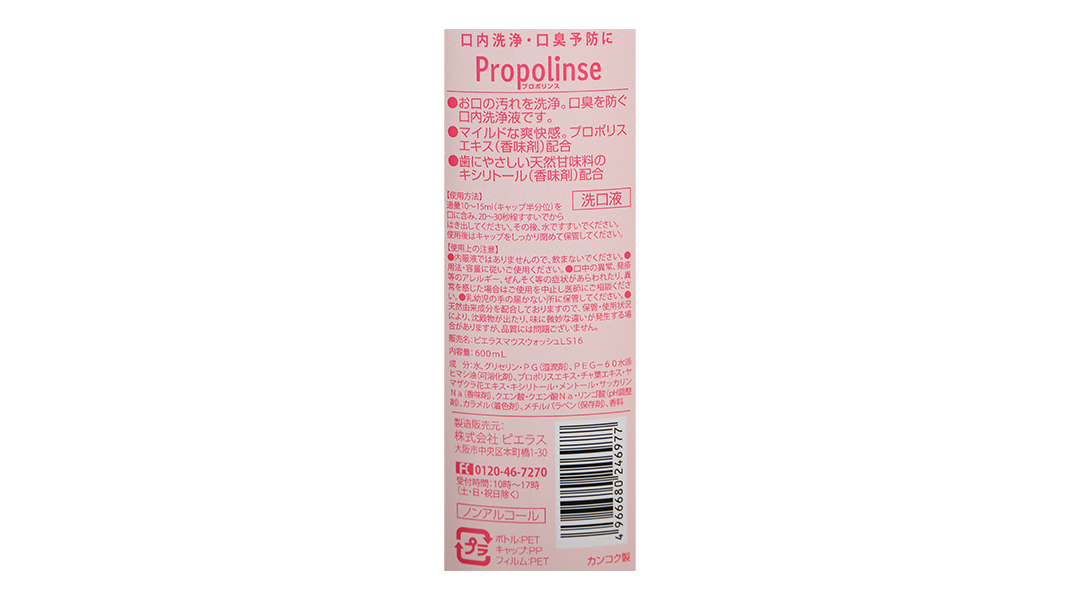 口内洗浄・口臭予防に
Propolinse
プロポリンス
●お口の汚れを洗浄。口臭を防ぐ
口内洗浄液です。
●マイルドな爽快感。プロポリス
エキス(香味剤)配合
●歯にやさしい天然甘味料の
キシリトール(香味剤)配合
【使用方法】
適量10〜15ml(キャップ半分位)を
口に含み、20〜30秒程すすいでから
はき出してください。その後、水ですすいでください。
使用後はキャップをしっかり閉めて保管してください。
洗口液
【使用上の注意】
●内服液ではありませんので、飲まないでください。●
用法・容量に従いご使用ください。●口中の異常、発疹
等のアレルギー、ぜんそく等の症状があらわれたり、異
常を感じた場合はご使用を中止し医師にご相談くださ
い。●乳幼児の手の届かない所に保管してください。●
天然由来成分を配合しておりますので、保管・使用状況
により、沈殿物が出たり、味に微妙な違いが発生する場
合がありますが、品質には問題ございません。
販売名:ピエラスマウスウォッシュLS16
内容量:600mL
成 分:水、グリセリン・PG(湿潤剤)、PEG-60水添
ヒマシ油(可溶化剤)、プロポリスエキス・チャ葉エキス・ヤ
マザクラ花エキス・キシリトール・メントール・サッカリン
Na(香味剤)、クエン酸・クエン酸Na・リンゴ酸(pH調整
剤)、カラメル(着色剤)、メチルパラベン(保存剤)、香料
製造販売元:
株式会社 ピエラス
大阪市中央区本町橋1-30
0120-46-7270
受付時間:10時〜17時
(土・日・祝日除く)
ノンアルコール
プラ
ボトル:PET
キャップ:PP
フィルム:PET
4966680246977
カンコク製